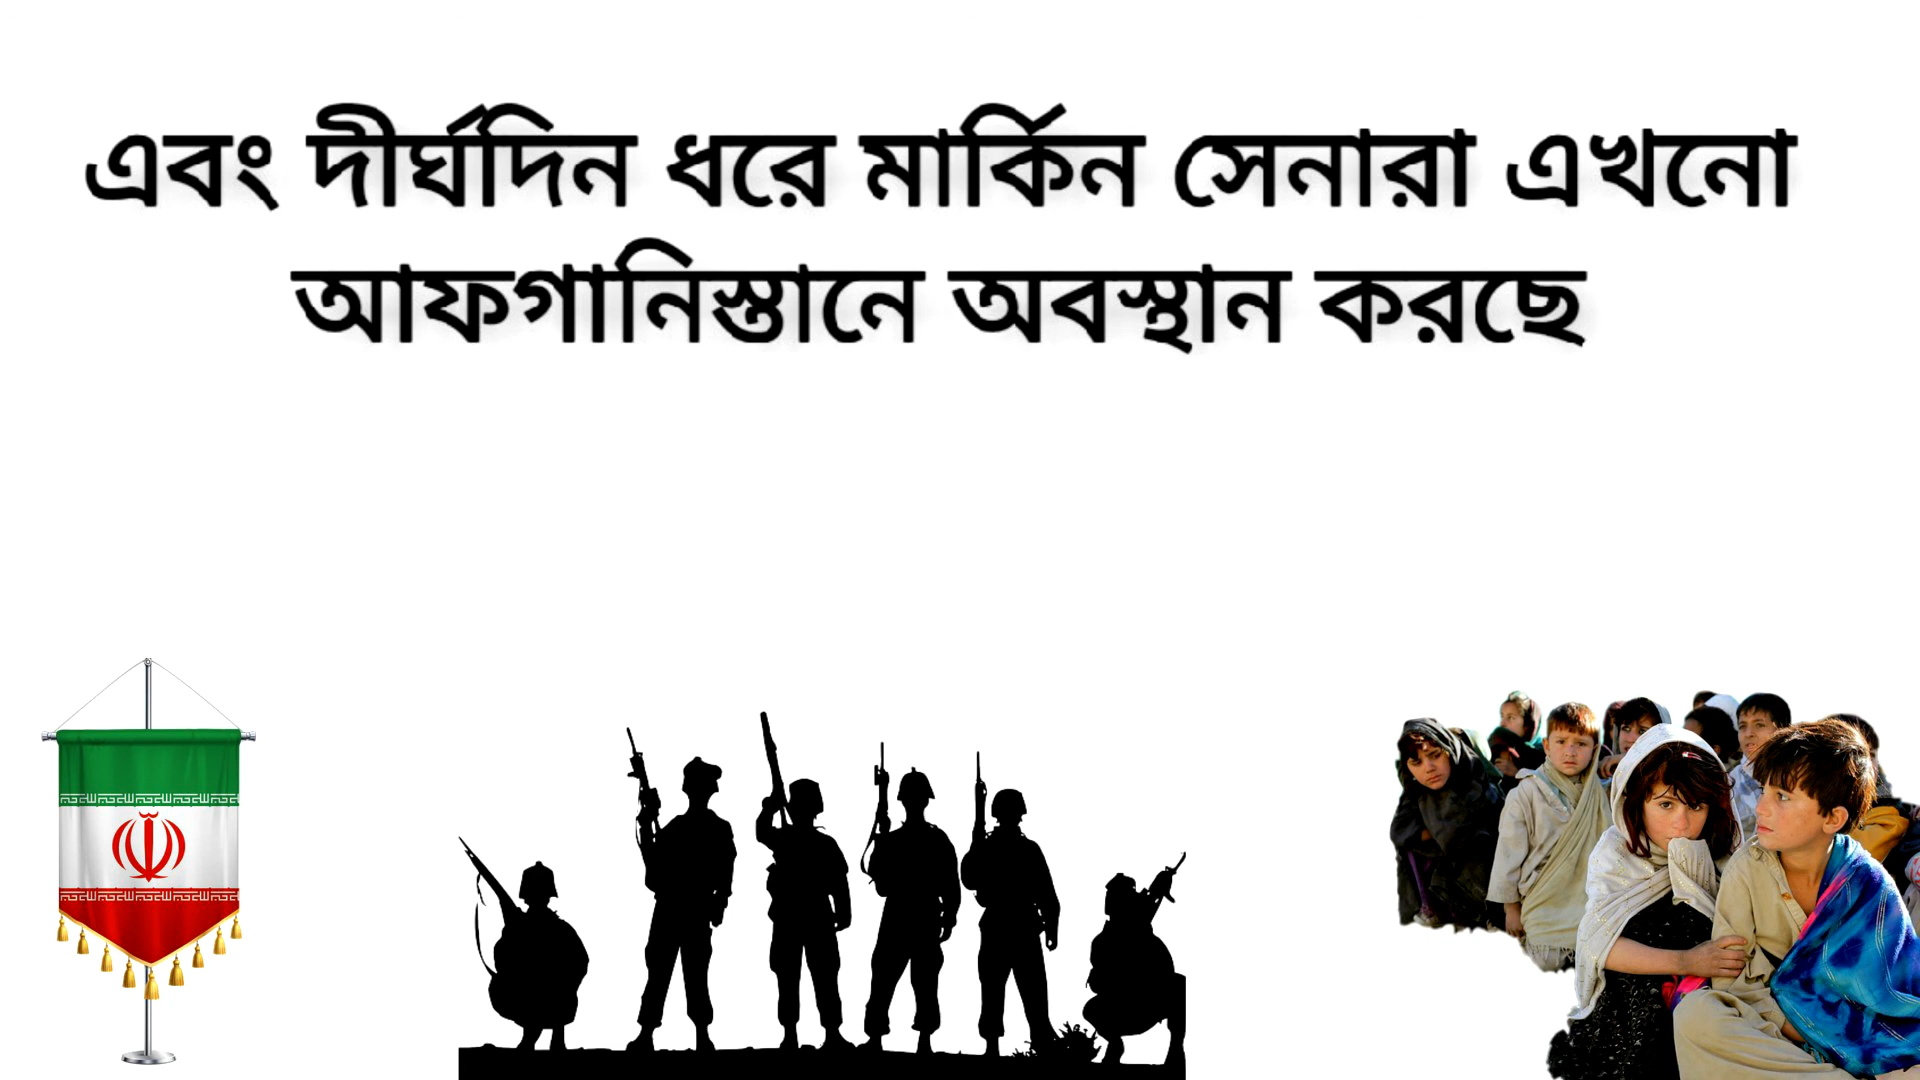 এবং দীর্ঘদিন ধরে মার্কিন সেনারা এখনো
আফগানিস্তানে অবস্থান করছে